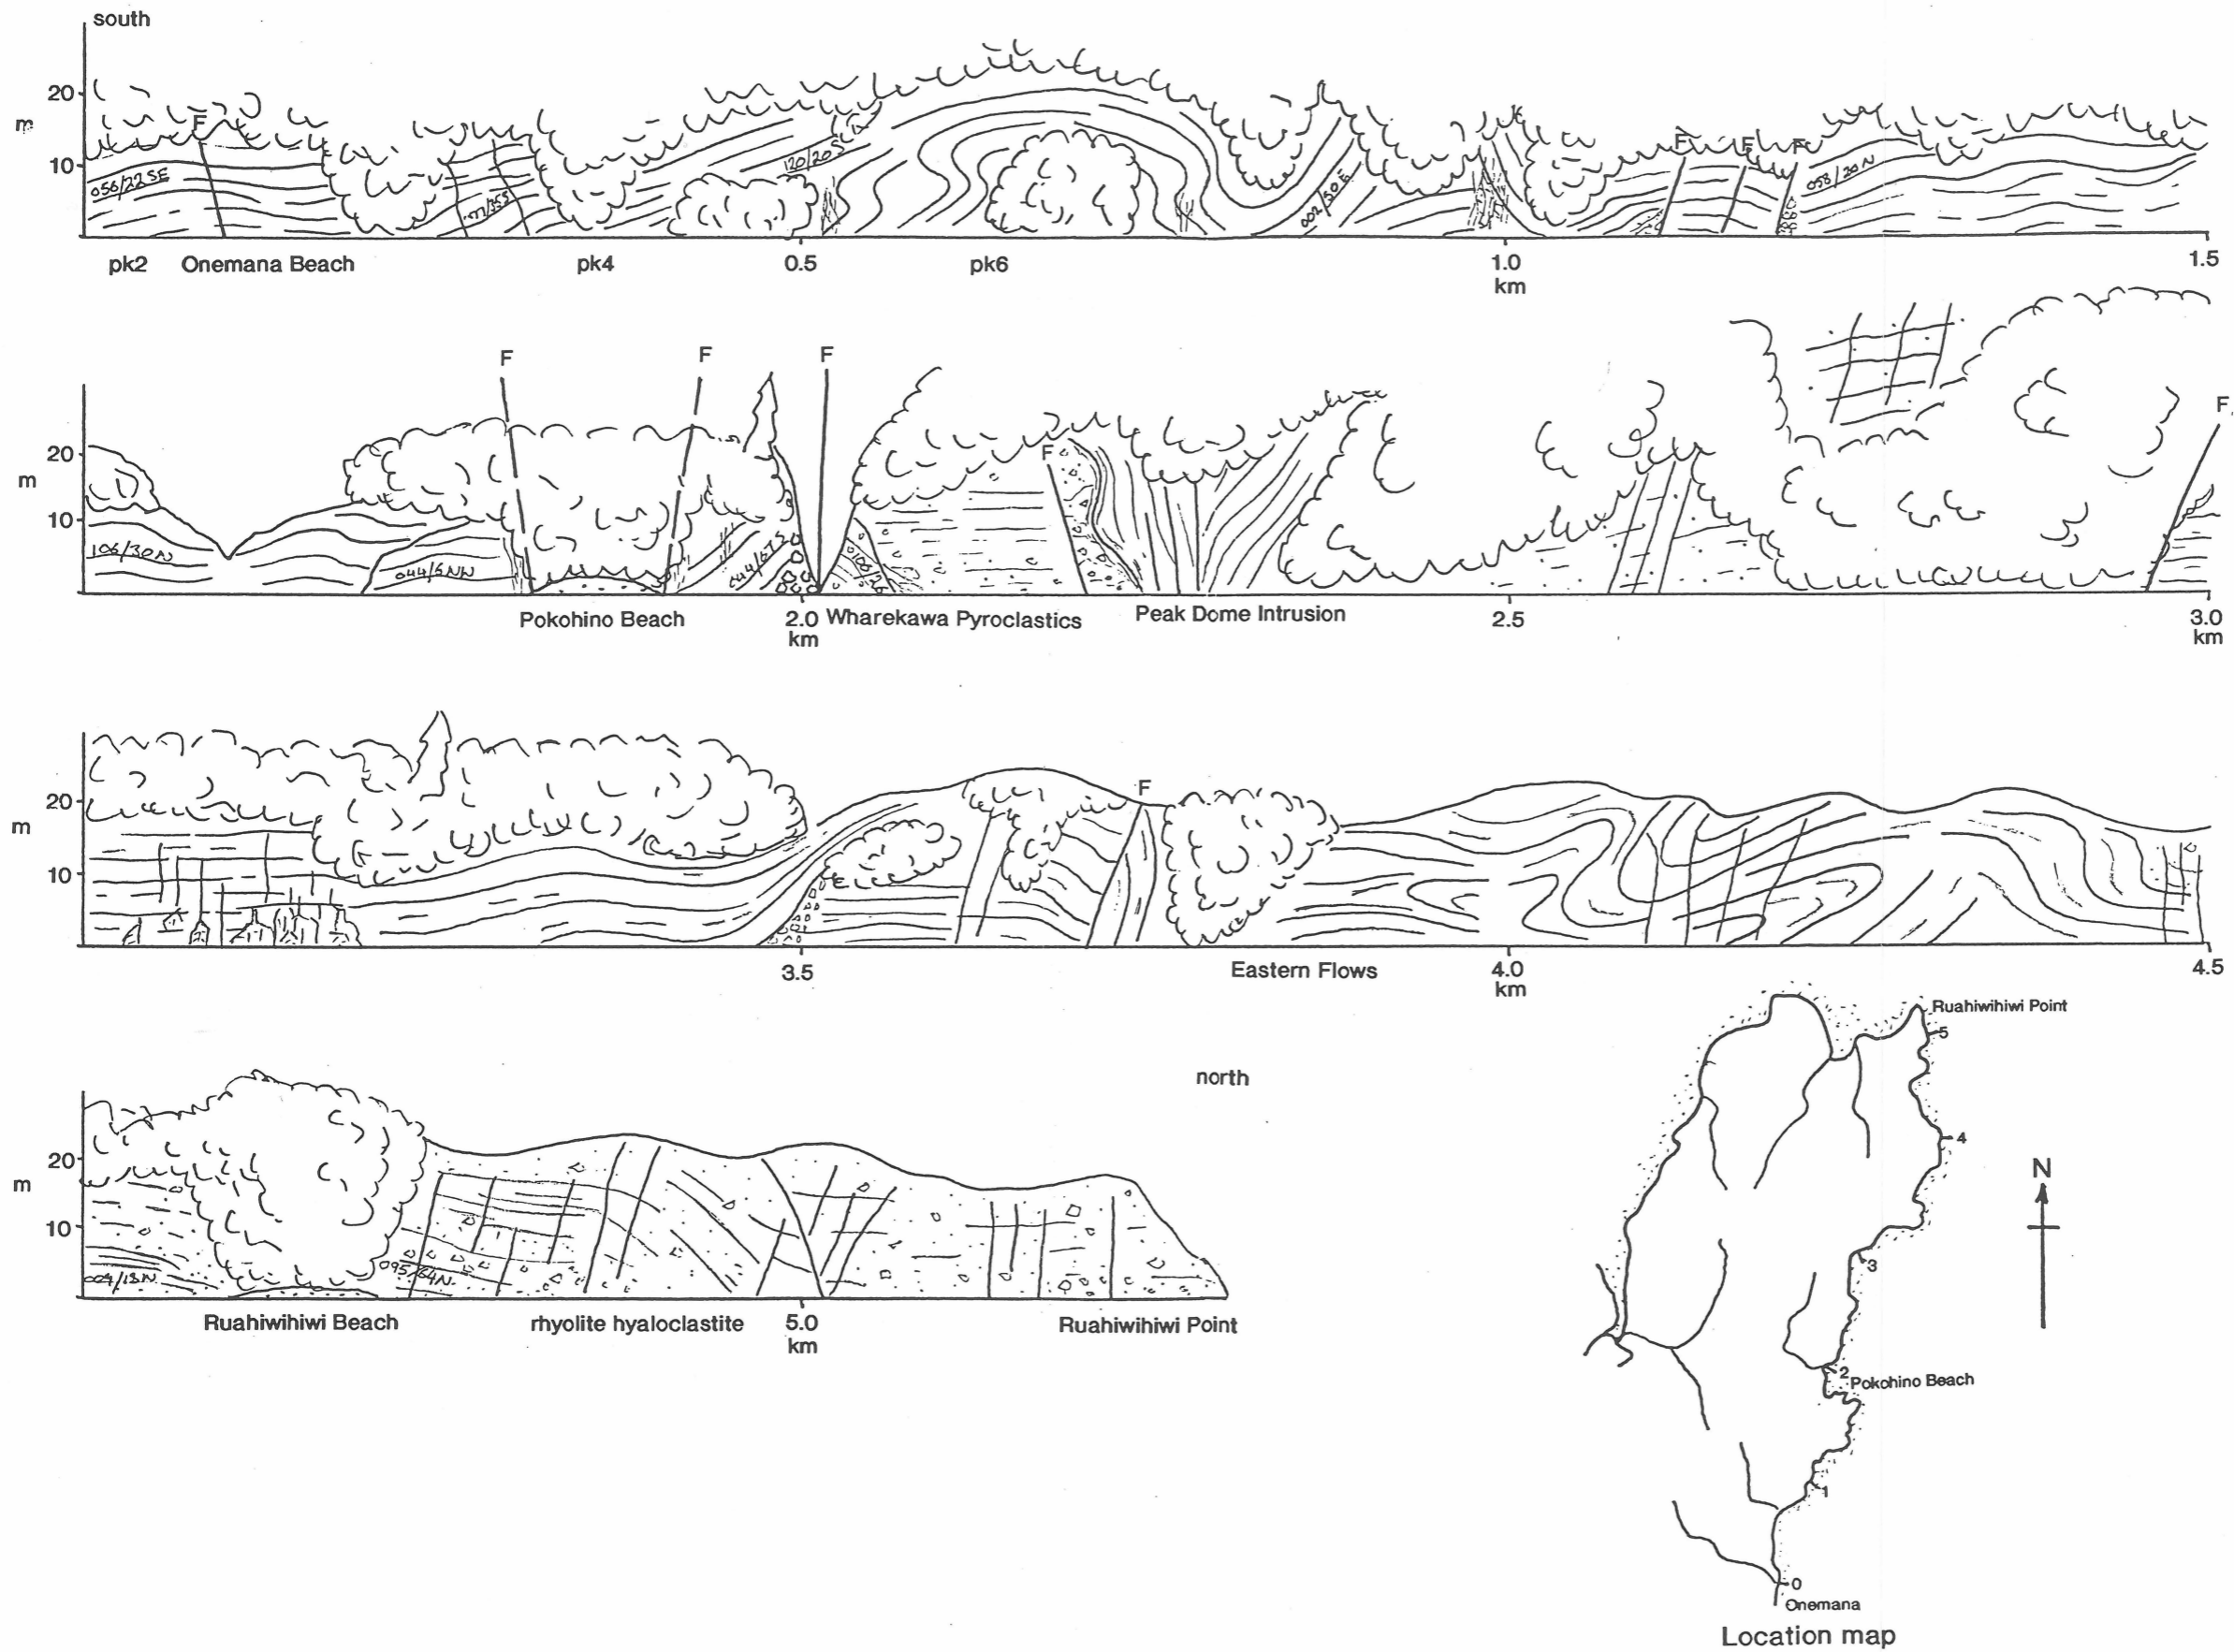 south
20
m
10
F
056/22SE
120/20S
002/50E
F
F
F
058/20N
pk2
Onemana Beach
pk4
0.5
pk6
1.0
km
1.5
F
F
F
F
F
20
m
10
106/30N
044/5NW
Pokohino Beach
2.0
km
Wharekawa Pyroclastics
Peak Dome Intrusion
2.5
3.0
km
20
m
10
F
3.5
Eastern Flows
4.0
km
4.5
north
20
m
10
095/64N
Ruahiwihiwi Beach
rhyolite hyaloclastite
5.0
km
Ruahiwihiwi Point
Ruahiwihiwi Point
5
4
N
3
2
Pokohino Beach
1
0
Onemana
Location map